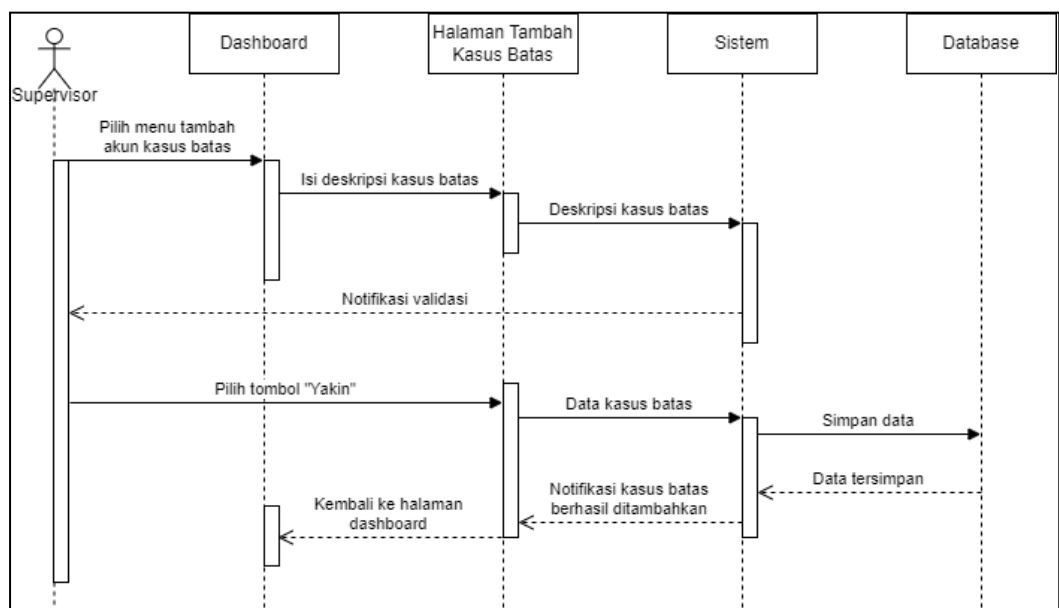 Dashboard
Halaman Tambah
Kasus Batas
Sistem
Database
Supervisor
Pilih menu tambah
akun kasus batas
Isi deskripsi kasus batas
Deskripsi kasus batas
Notifikasi validasi
Pilih tombol "Yakin"
Data kasus batas
Simpan data
Data tersimpan
Notifikasi kasus batas
berhasil ditambahkan
Kembali ke halaman
dashboard